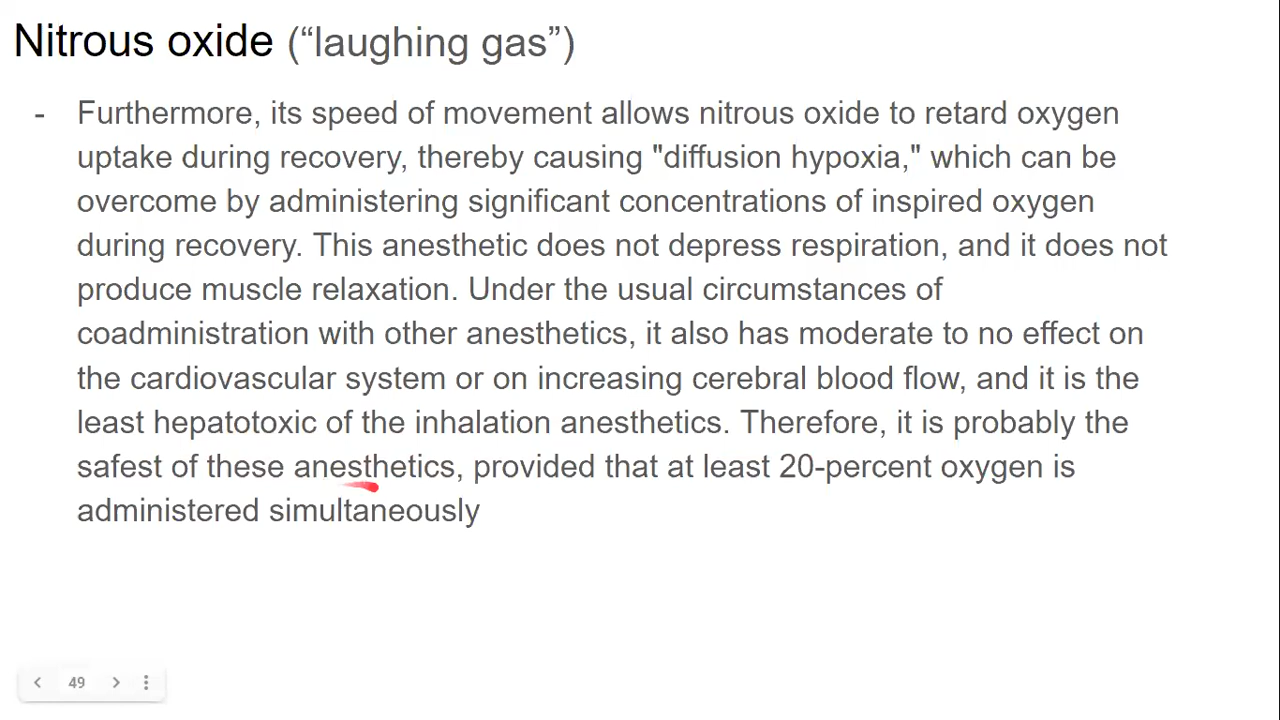 Nitrous oxide (“laughing gas”)
- Furthermore, its speed of movement allows nitrous oxide to retard oxygen
uptake during recovery, thereby causing "diffusion hypoxia," which can be
overcome by administering significant concentrations of inspired oxygen
during recovery. This anesthetic does not depress respiration, and it does not
produce muscle relaxation. Under the usual circumstances of
coadministration with other anesthetics, it also has moderate to no effect on
the cardiovascular system or on increasing cerebral blood flow, and it is the
least hepatotoxic of the inhalation anesthetics. Therefore, it is probably the
safest of these anesthetics, provided that at least 20-percent oxygen is
administered simultaneously
49